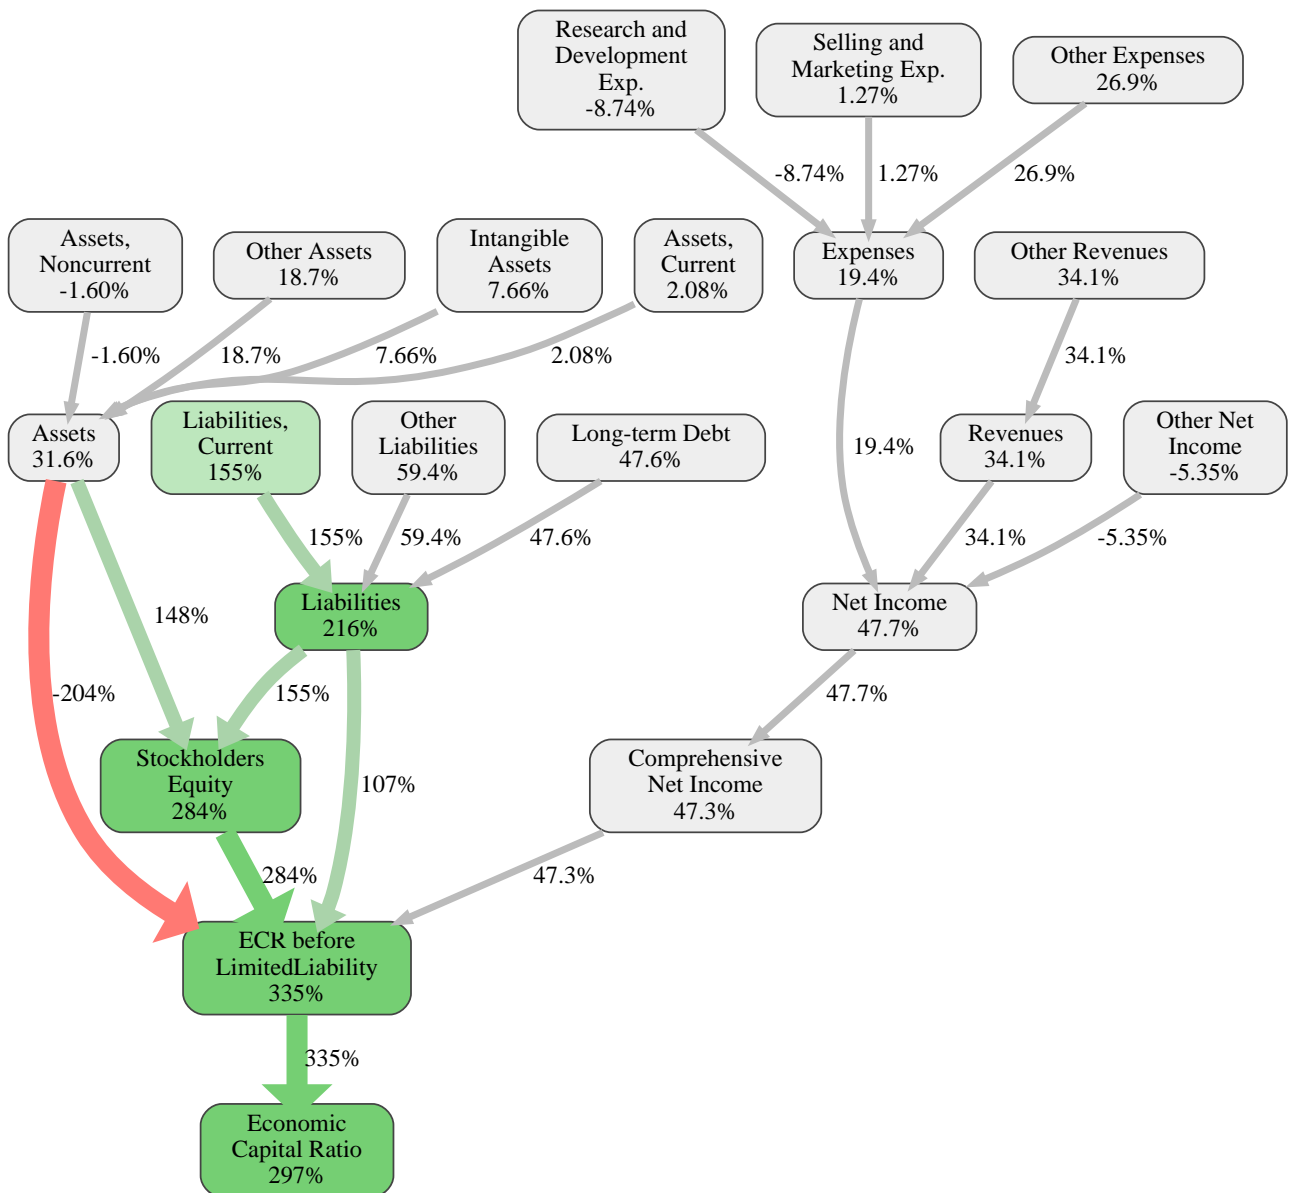 Research and
Development
Exp.
-8.74%
Selling and
Marketing Exp.
1.27%
Other Expenses
26.9%
-8.74%
1.27%
26.9%
Assets,
Noncurrent
-1.60%
Other Assets
18.7%
Intangible
Assets
7.66%
Assets,
Current
2.08%
Expenses
19.4%
Other Revenues
34.1%
-1.60%
18.7%
7.66%
2.08%
34.1%
Assets
31.6%
Liabilities,
Current
155%
Other
Liabilities
59.4%
Long-term Debt
47.6%
19.4%
Revenues
34.1%
Other Net
Income
-5.35%
155%
59.4%
47.6%
34.1%
-5.35%
Liabilities
216%
Net Income
47.7%
148%
-204%
155%
47.7%
Stockholders
Equity
284%
107%
Comprehensive
Net Income
47.3%
284%
47.3%
ECR before
LimitedLiability
335%
335%
Economic
Capital Ratio
297%